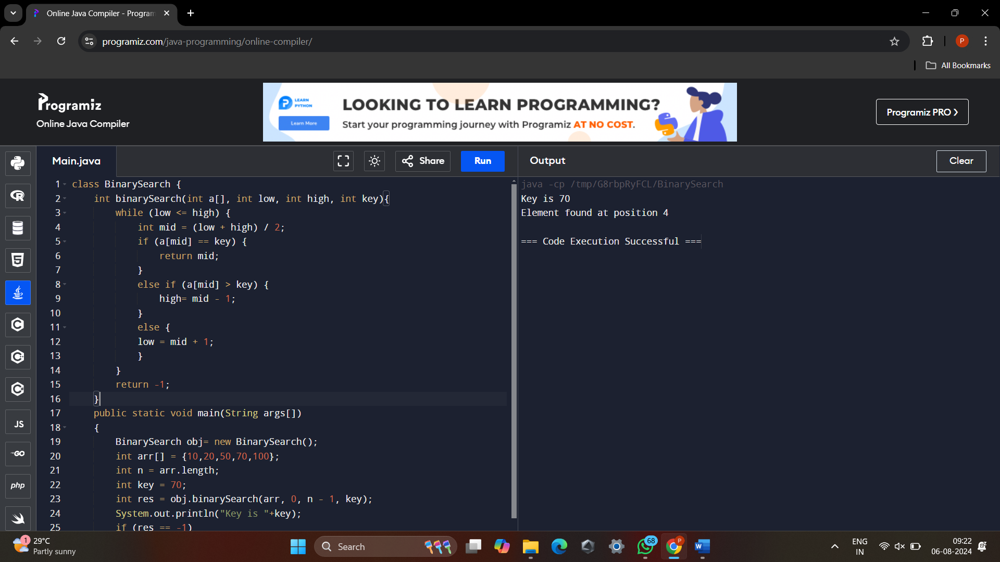 Online Java Compiler - Program
programiz.com/java-programming/online-compiler/
P
All Bookmarks
Programiz
Online Java Compiler
LEARN
PYTHON
Learn More
LOOKING TO LEARN PROGRAMMING?
Start your programming journey with Programiz AT NO COST.
Programiz PRO
Main.java
Share
Run
Output
Clear
1 class BinarySearch {
2 int binarySearch(int a[], int low, int high, int key){
3 while (low <= high) {
4 int mid = (low + high) / 2;
5 if (a[mid] == key) {
6 return mid;
7 }
8 else if (a[mid] > key) {
9 high= mid - 1;
10 }
11 else {
12 low = mid + 1;
13 }
14 }
15 return -1;
16 }
17 public static void main(String args[])
18 {
19 BinarySearch obj= new BinarySearch();
20 int arr[] = {10,20,50,70,100};
21 int n = arr.length;
22 int key = 70;
23 int res = obj.binarySearch(arr, 0, n - 1, key);
24 System.out.println("Key is "+key);
25 if (res == -1)
java -cp /tmp/G8rbpRyFCL/BinarySearch
Key is 70
Element found at position 4
=== Code Execution Successful ===
R
5
C
C
C
JS
GO
php
1
29°C
Partly sunny
Search
68
P
W
ENG
IN
09:22
06-08-2024